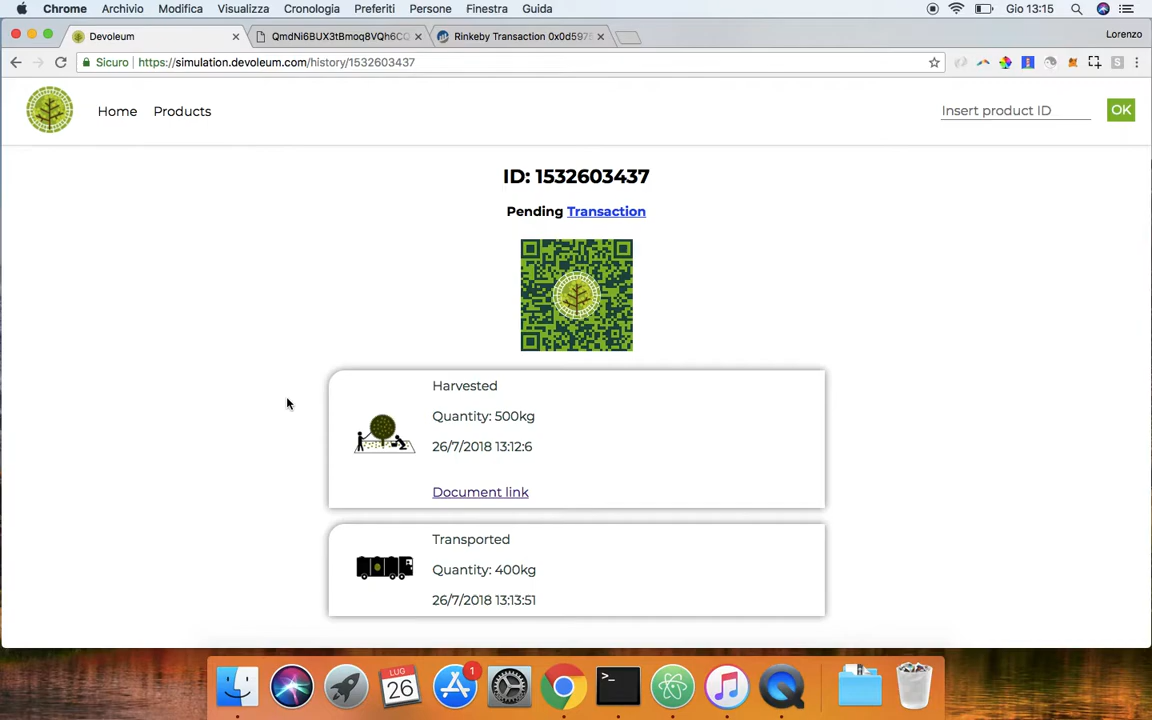 Chrome Archivio Modifica Visualizza Cronologia Preferiti Persone Finestra Guida Gio 13:15
Devoleum
QmdNi6BUX3tBmoq8VQh6CQ
Rinkeby Transaction 0x0d597
Lorenzo
Sicuro https://simulation.devoleum.com/history/1532603437
S
Home Products Insert product ID OK
ID: 1532603437
Pending Transaction
Harvested
Quantity: 500kg
26/7/2018 13:12:6
Document link
Transported
Quantity: 400kg
26/7/2018 13:13:51
LUG
26
1
>_